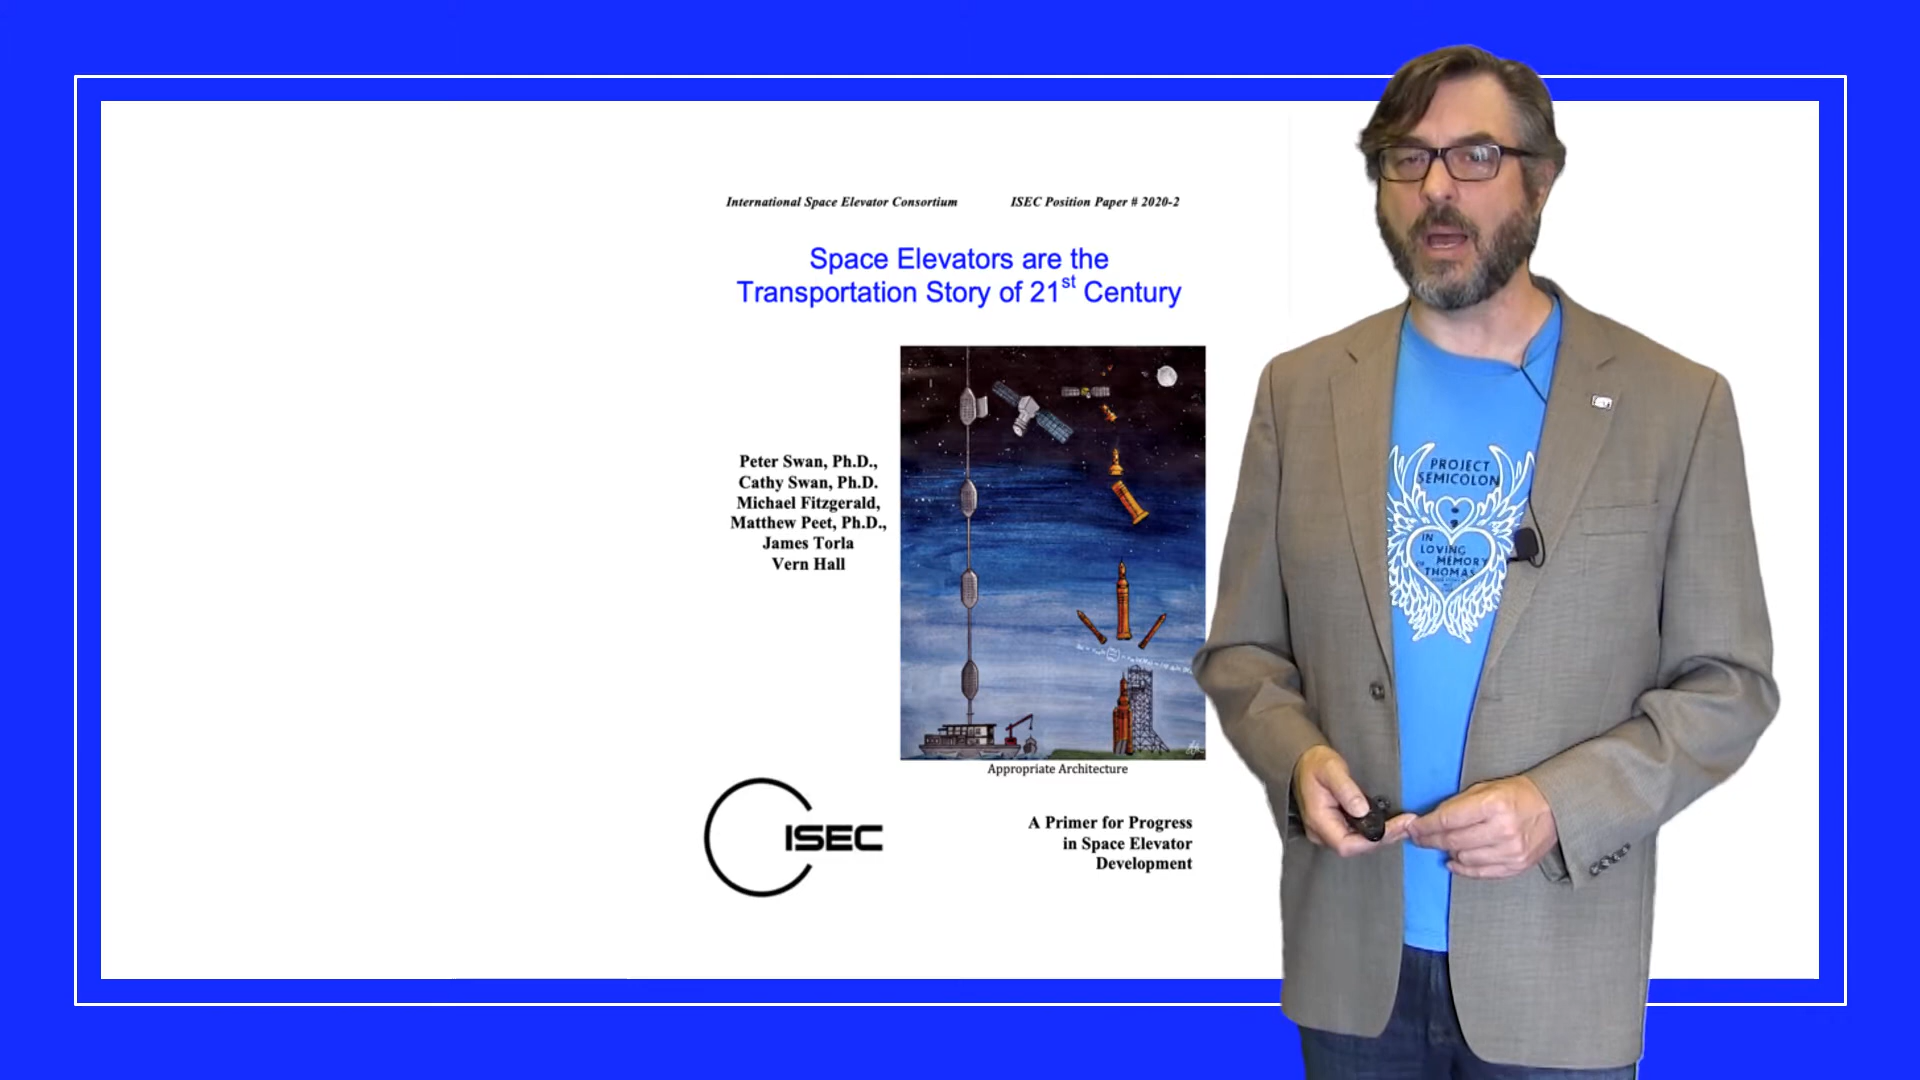 International Space Elevator Consortium ISEC Position Paper # 2020-2
Space Elevators are the
Transportation Story of 21st Century
Peter Swan, Ph.D.,
Cathy Swan, Ph.D.
Michael Fitzgerald,
Matthew Peet, Ph.D.,
James Torla
Vern Hall
Appropriate Architecture
ISEC
A Primer for Progress
in Space Elevator
Development
PROJECT
SEMICOLON
;
IN
LOVING
MEMORY
THOMAS